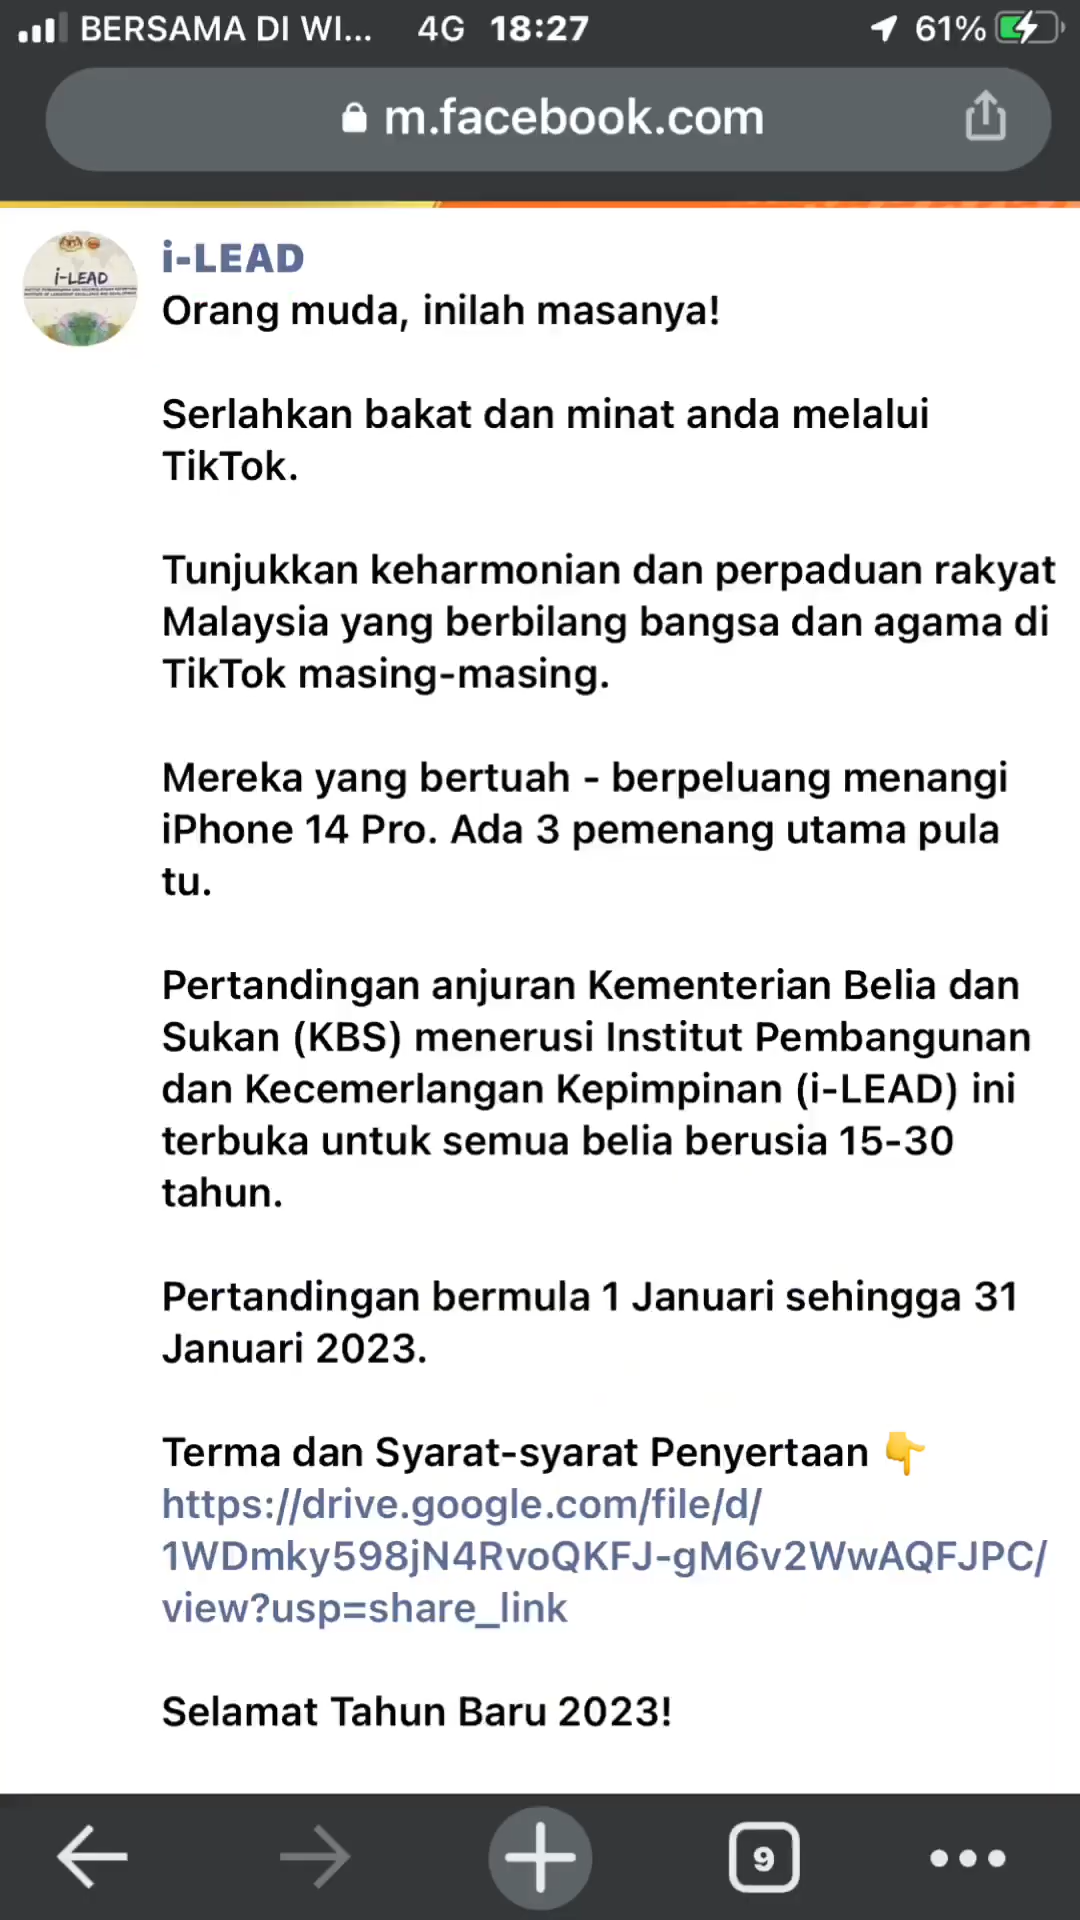 BERSAMA DI WI... 4G 18:27 61%
m.facebook.com
i-LEAD
i-LEAD
Orang muda, inilah masanya!
Serlahkan bakat dan minat anda melalui
TikTok.
Tunjukkan keharmonian dan perpaduan rakyat
Malaysia yang berbilang bangsa dan agama di
TikTok masing-masing.
Mereka yang bertuah - berpeluang menangi
iPhone 14 Pro. Ada 3 pemenang utama pula
tu.
Pertandingan anjuran Kementerian Belia dan
Sukan (KBS) menerusi Institut Pembangunan
dan Kecemerlangan Kepimpinan (i-LEAD) ini
terbuka untuk semua belia berusia 15-30
tahun.
Pertandingan bermula 1 Januari sehingga 31
Januari 2023.
Terma dan Syarat-syarat Penyertaan 👇
https://drive.google.com/file/d/
1WDmky598jN4RvoQKFJ-gM6v2WwAQFJPC/
view?usp=share_link
Selamat Tahun Baru 2023!
9